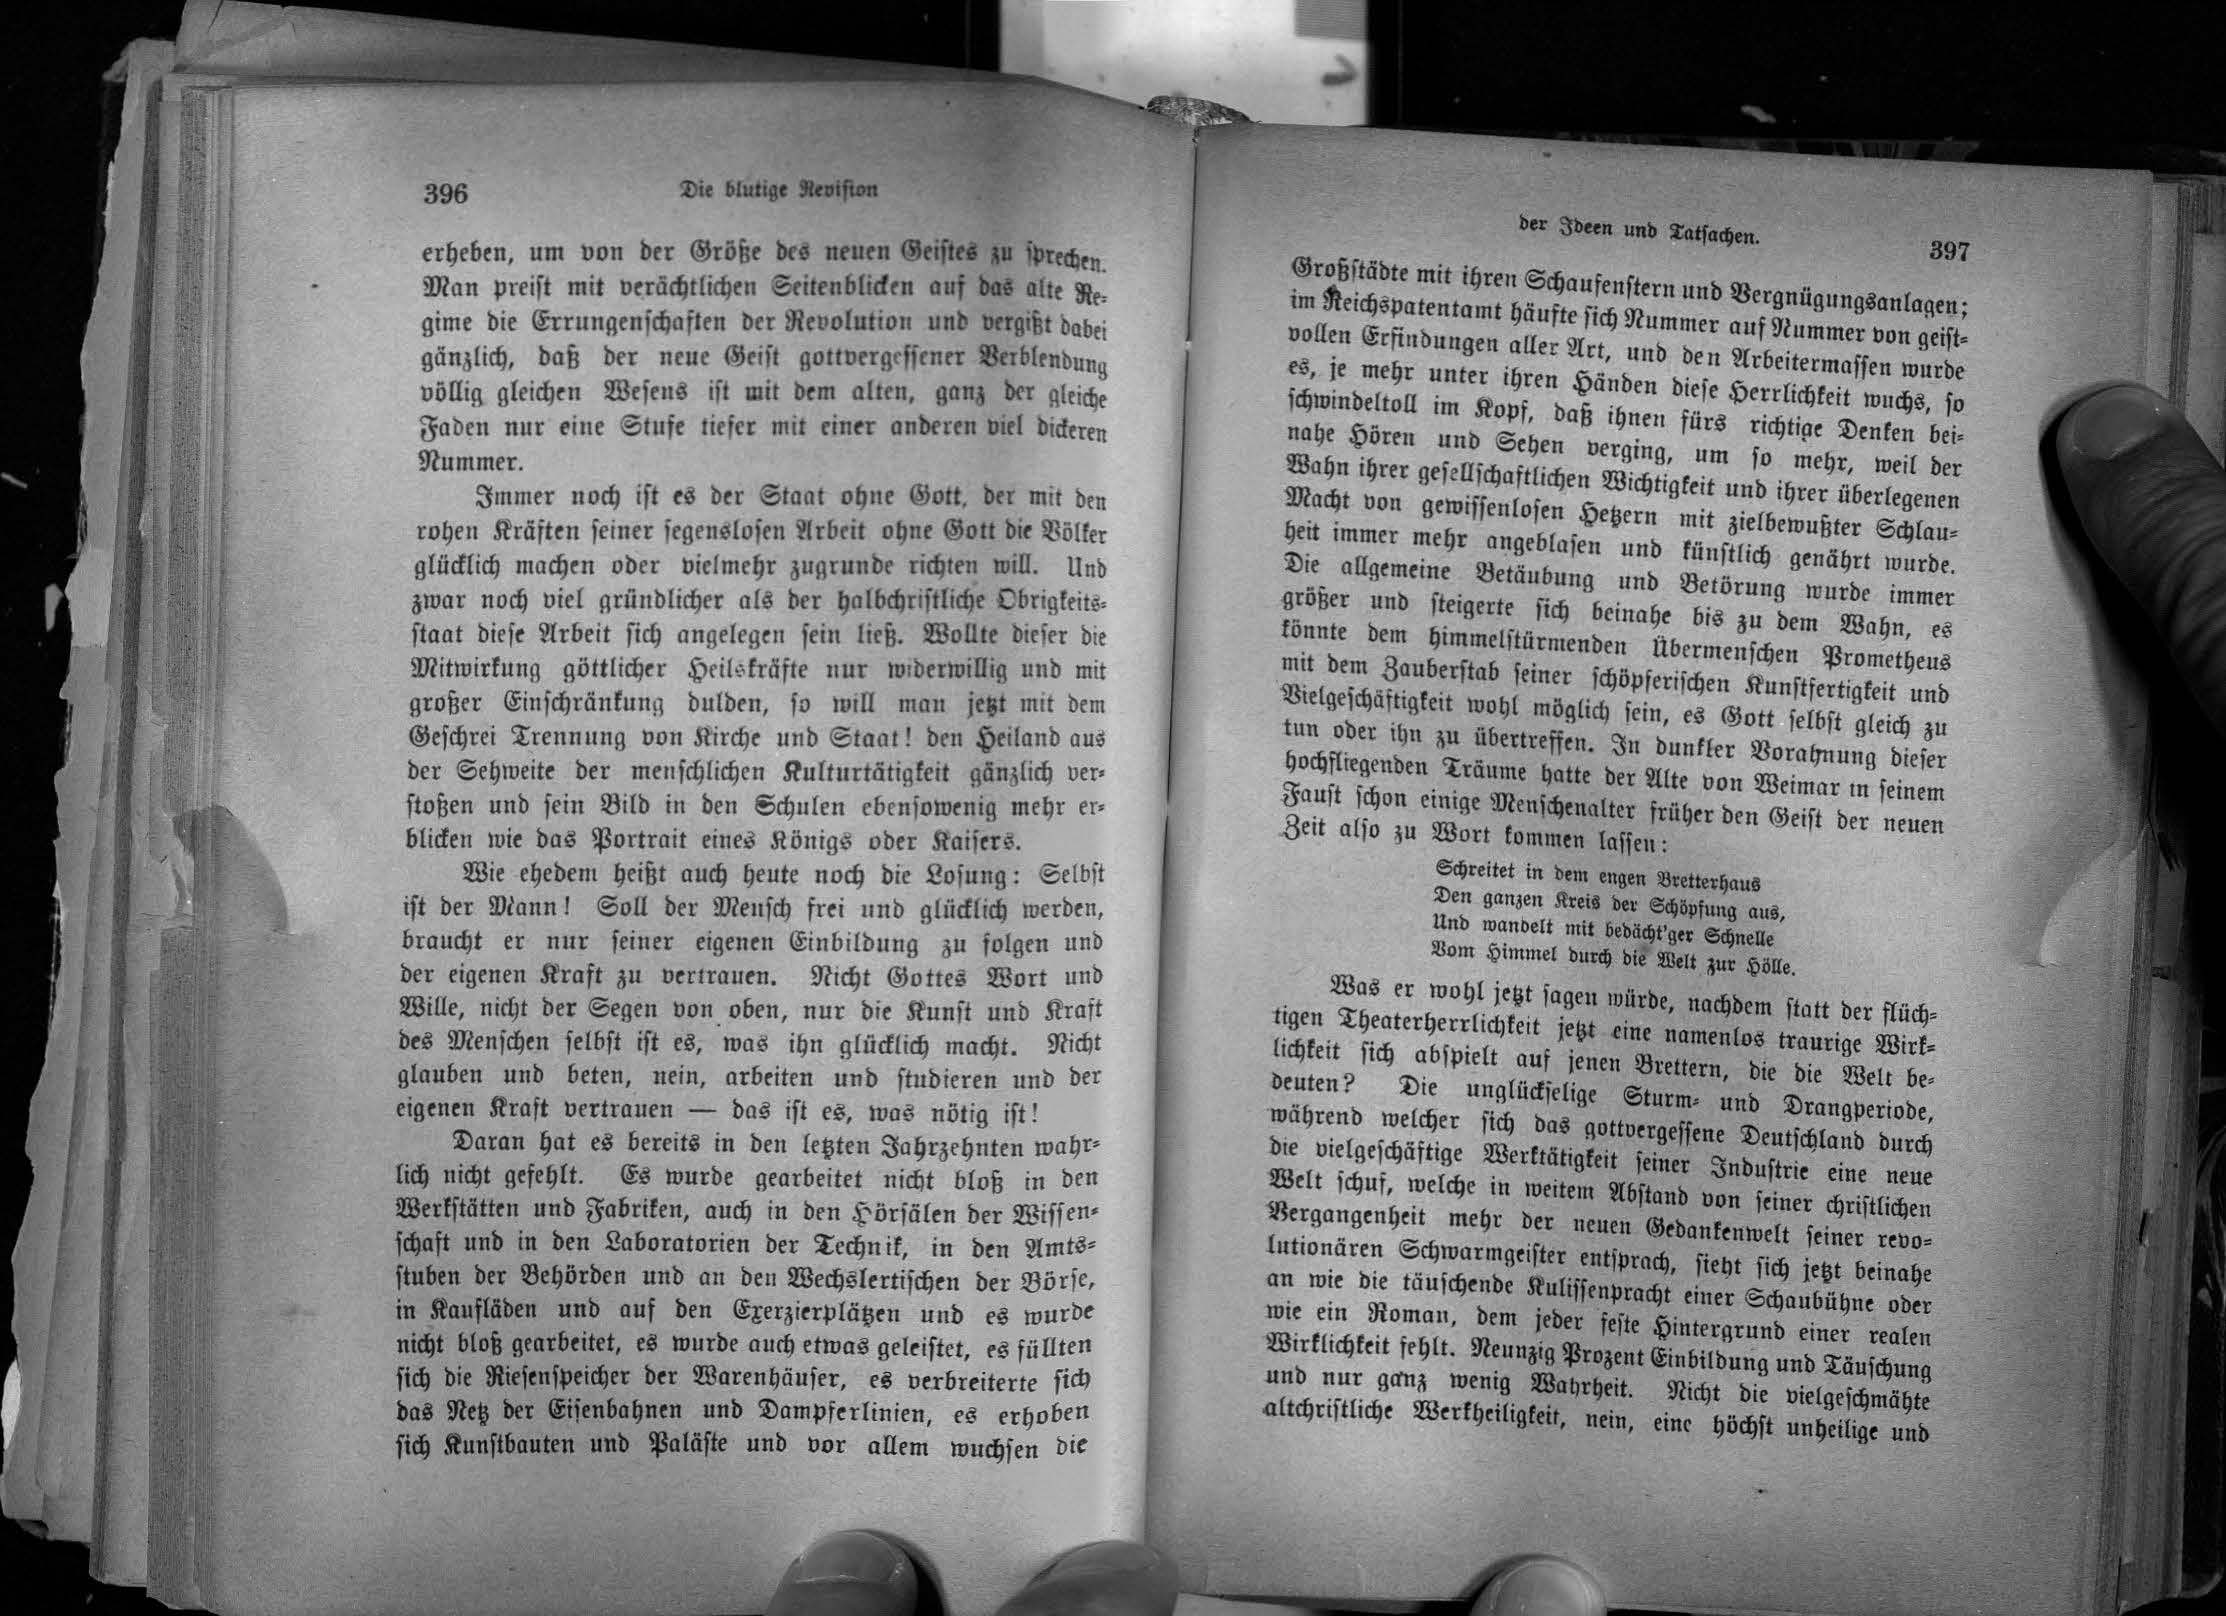 396 Die blutige Revision
erheben, um von der Größe des neuen Geistes zu sprechen.
Man preist mit verächtlichen Seitenblicken auf das alte Re-
gime die Errungenschaften der Revolution und vergißt dabei
gänzlich, daß der neue Geist gottvergessener Verblendung
völlig gleichen Wesens ist mit dem alten, ganz der gleiche
Faden nur eine Stufe tiefer mit einer anderen viel dickeren
Nummer.
Immer noch ist es der Staat ohne Gott, der mit den
rohen Kräften seiner segenslosen Arbeit ohne Gott die Völker
glücklich machen oder vielmehr zugrunde richten will. Und
zwar noch viel gründlicher als der halbchristliche Obrigkeits-
staat diese Arbeit sich angelegen sein ließ. Wollte dieser die
Mitwirkung göttlicher Heilskräfte nur widerwillig und mit
großer Einschränkung dulden, so will man jetzt mit dem
Geschrei Trennung von Kirche und Staat! den Heiland aus
der Sehweite der menschlichen Kulturtätigkeit gänzlich ver-
stoßen und sein Bild in den Schulen ebensowenig mehr er-
blicken wie das Portrait eines Königs oder Kaisers.
Wie ehedem heißt auch heute noch die Losung: Selbst
ist der Mann! Soll der Mensch frei und glücklich werden,
braucht er nur seiner eigenen Einbildung zu folgen und
der eigenen Kraft zu vertrauen. Nicht Gottes Wort und
Wille, nicht der Segen von oben, nur die Kunst und Kraft
des Menschen selbst ist es, was ihn glücklich macht. Nicht
glauben und beten, nein, arbeiten und studieren und der
eigenen Kraft vertrauen — das ist es, was nötig ist!
Daran hat es bereits in den letzten Jahrzehnten wahr-
lich nicht gefehlt. Es wurde gearbeitet nicht bloß in den
Werkstätten und Fabriken, auch in den Hörsälen der Wissen-
schaft und in den Laboratorien der Technik, in den Amts-
stuben der Behörden und an den Wechslertischen der Börse,
in Kaufläden und auf den Exerzierplätzen und es wurde
nicht bloß gearbeitet, es wurde auch etwas geleistet, es füllten
sich die Riesenspeicher der Warenhäuser, es verbreiterte sich
das Netz der Eisenbahnen und Dampferlinien, es erhoben
sich Kunstbauten und Paläste und vor allem wuchsen die
der Ideen und Tatsachen. 397
Großstädte mit ihren Schaufenstern und Vergnügungsanlagen;
im Reichspatentamt häufte sich Nummer auf Nummer von geist-
vollen Erfindungen aller Art, und den Arbeitermassen wurde
es, je mehr unter ihren Händen diese Herrlichkeit wuchs, so
schwindeltoll im Kopf, daß ihnen fürs richtige Denken bei-
nahe Hören und Sehen verging, um so mehr, weil der
Wahn ihrer gesellschaftlichen Wichtigkeit und ihrer überlegenen
Macht von gewissenlosen Hetzern mit zielbewußter Schlau-
heit immer mehr angeblasen und künstlich genährt wurde.
Die allgemeine Betäubung und Betörung wurde immer
größer und steigerte sich beinahe bis zu dem Wahn, es
könnte dem himmelstürmenden Übermenschen Prometheus
mit dem Zauberstab seiner schöpferischen Kunstfertigkeit und
Vielgeschäftigkeit wohl möglich sein, es Gott selbst gleich zu
tun oder ihn zu übertreffen. In dunkler Vorahnung dieser
hochfliegenden Träume hatte der Alte von Weimar in seinem
Faust schon einige Menschenalter früher den Geist der neuen
Zeit also zu Wort kommen lassen:
Schreitet in dem engen Bretterhaus
Den ganzen Kreis der Schöpfung aus,
Und wandelt mit bedächt'ger Schnelle
Vom Himmel durch die Welt zur Hölle.
Was er wohl jetzt sagen würde, nachdem statt der flüch-
tigen Theaterherrlichkeit jetzt eine namenlos traurige Wirk-
lichkeit sich abspielt auf jenen Brettern, die die Welt be-
deuten? Die unglückselige Sturm- und Drangperiode,
während welcher sich das gottvergessene Deutschland durch
die vielgeschäftige Werktätigkeit seiner Industrie eine neue
Welt schuf, welche in weitem Abstand von seiner christlichen
Vergangenheit mehr der neuen Gedankenwelt seiner revo-
lutionären Schwarmgeister entsprach, sieht sich jetzt beinahe
an wie die täuschende Kulissenpracht einer Schaubühne oder
wie ein Roman, dem jeder feste Hintergrund einer realen
Wirklichkeit fehlt. Neunzig Prozent Einbildung und Täuschung
und nur ganz wenig Wahrheit. Nicht die vielgeschmähte
altchristliche Werkheiligkeit, nein, eine höchst unheilige und